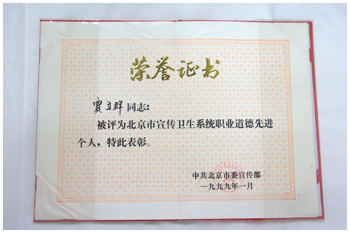 荣誉证书
贾立群同志：
被评为北京市宣传卫生系统职业道德先进
个人，特此表彰。
中共北京市委宣传部
一九九九年一月